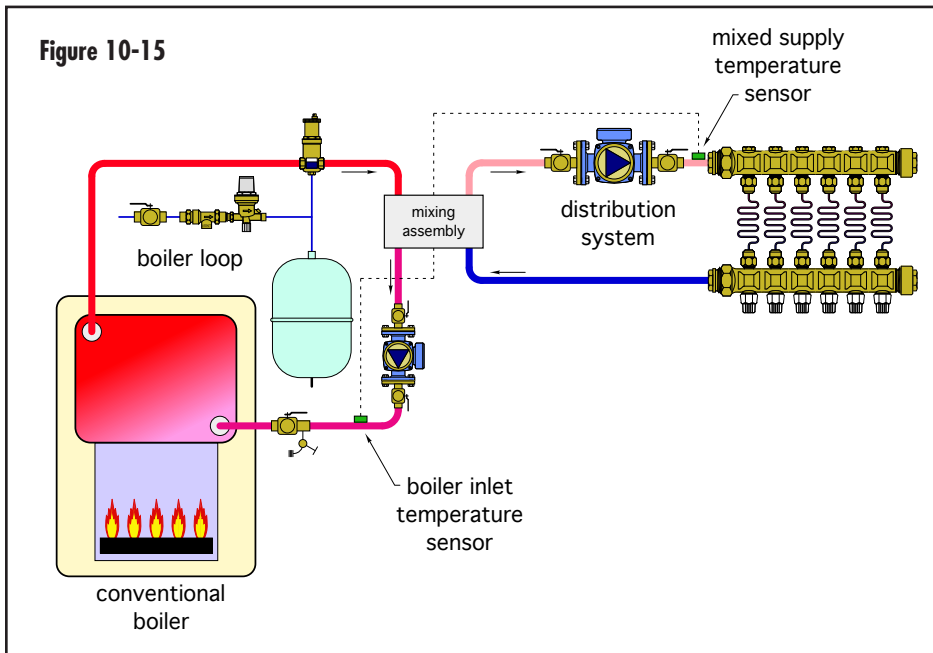 Figure 10-15
mixed supply
temperature
sensor
mixing
assembly
distribution
system
boiler loop
boiler inlet
temperature
sensor
conventional
boiler